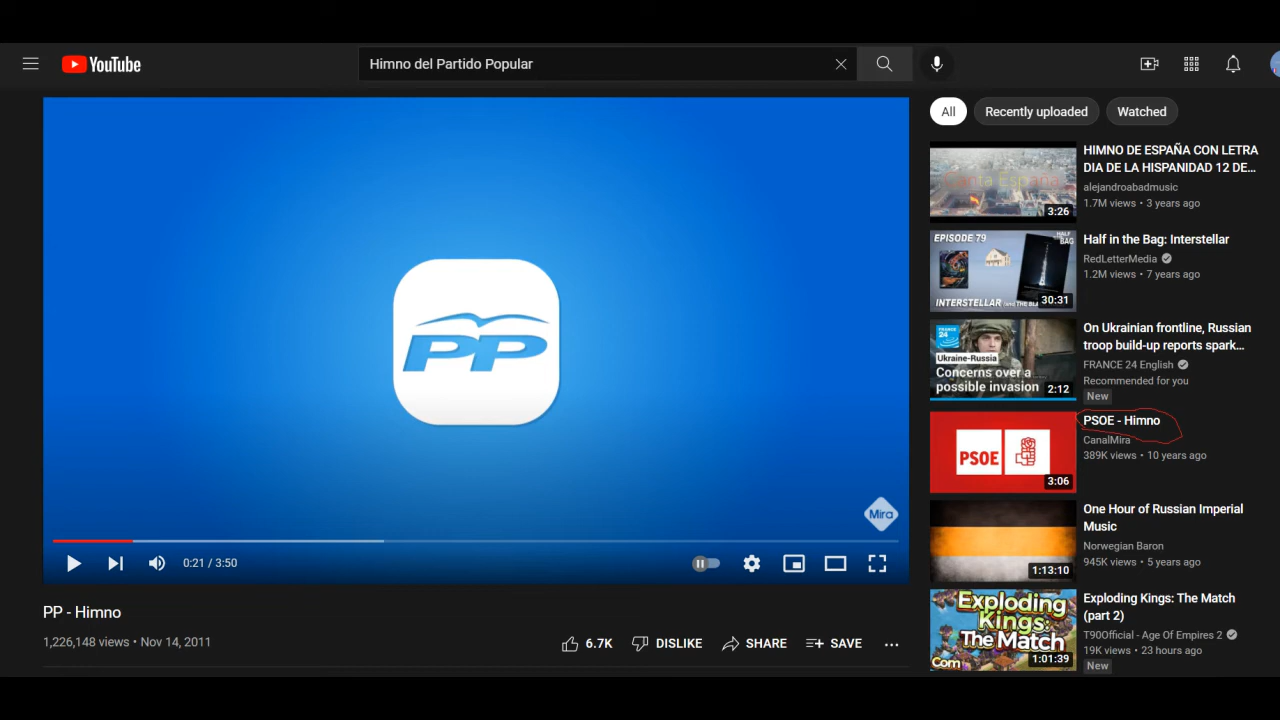 YouTube
Himno del Partido Popular
PP
Mira
0:21 / 3:50
PP - Himno
1,226,148 views • Nov 14, 2011
6.7K
DISLIKE
SHARE
SAVE
All
Recently uploaded
Watched
Canta España
3:26
HIMNO DE ESPAÑA CON LETRA
DIA DE LA HISPANIDAD 12 DE...
alejandroabadmusic
1.7M views • 3 years ago
EPISODE 79
HALF
BAG
INTERSTELLAR
30:31
Half in the Bag: Interstellar
RedLetterMedia
1.2M views • 7 years ago
FRANCE
24
Ukraine-Russia
Concerns over a
possible invasion
2:12
On Ukrainian frontline, Russian
troop build-up reports spark...
FRANCE 24 English
Recommended for you
New
PSOE
3:06
PSOE - Himno
CanalMira
389K views • 10 years ago
1:13:10
One Hour of Russian Imperial
Music
Norwegian Baron
945K views • 5 years ago
Exploding
Kings:
The Match
Com
1:01:39
Exploding Kings: The Match
(part 2)
T90Official - Age Of Empires 2
19K views • 23 hours ago
New